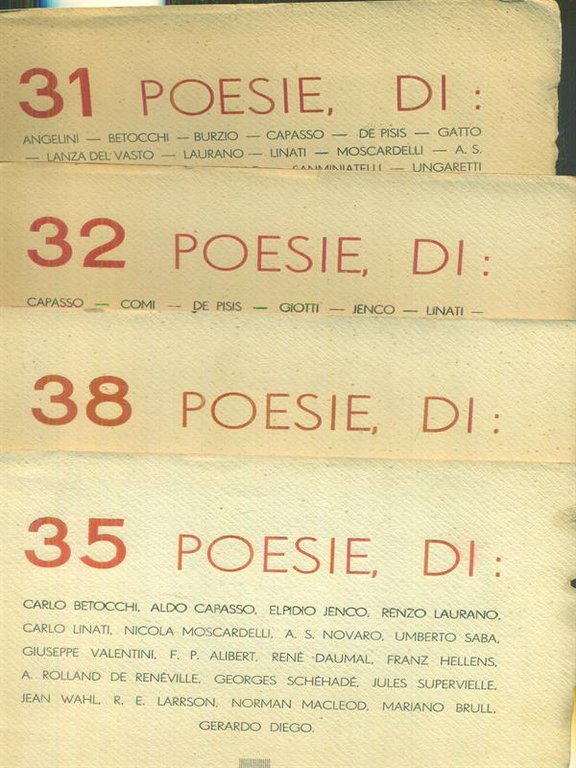 31 POESIE, DI :
ANGELINI — BETOCCHI — BURZIO — CAPASSO — DE PISIS — GATTO
— LANZA DEL VASTO — LAURANO — LINATI — MOSCARDELLI — A. S.
SANMINIATELLI — UNGARETTI
32 POESIE, DI :
CAPASSO — COMI — DE PISIS — GIOTTI — JENCO — LINATI —
38 POESIE, DI :
35 POESIE, DI :
CARLO BETOCCHI, ALDO CAPASSO, ELPIDIO JENCO, RENZO LAURANO,
CARLO LINATI, NICOLA MOSCARDELLI, A. S. NOVARO, UMBERTO SABA,
GIUSEPPE VALENTINI, F. P. ALIBERT, RENÉ DAUMAL, FRANZ HELLENS,
A. ROLLAND DE RENÉVILLE, GEORGES SCHÉHADÉ, JULES SUPERVIELLE,
JEAN WAHL, R. E. LARRSON, NORMAN MACLEOD, MARIANO BRULL,
GERARDO DIEGO.